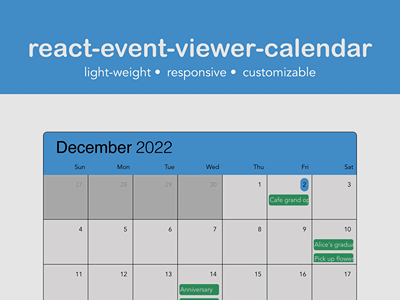 react-event-viewer-calendar
light-weight • responsive • customizable
December 2022
Sun Mon Tue Wed Thu Fri Sat
27 28 29 30 1 2 3
Cafe grand op
4 5 6 7 8 9 10
Alice's gradua
Pick up flower
11 12 13 14 15 16 17
Anniversary